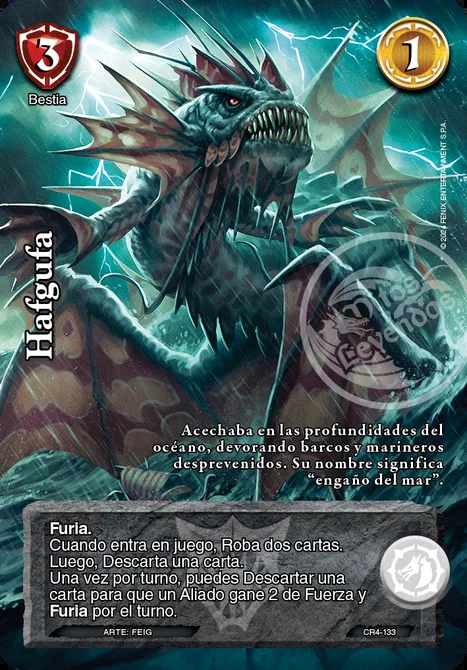 3
1
Bestia
© 2024 FENIX ENTERTAINMENT S.P.A.
Hafgufa
Mitos y Leyendas
Acechaba en las profundidades del
océano, devorando barcos y marineros
desprevenidos. Su nombre significa
“engaño del mar”.
Furia.
Cuando entra en juego, Roba dos cartas.
Luego, Descarta una carta.
Una vez por turno, puedes Descartar una
carta para que un Aliado gane 2 de Fuerza y
Furia por el turno.
ARTE: FEIG
CR4-133